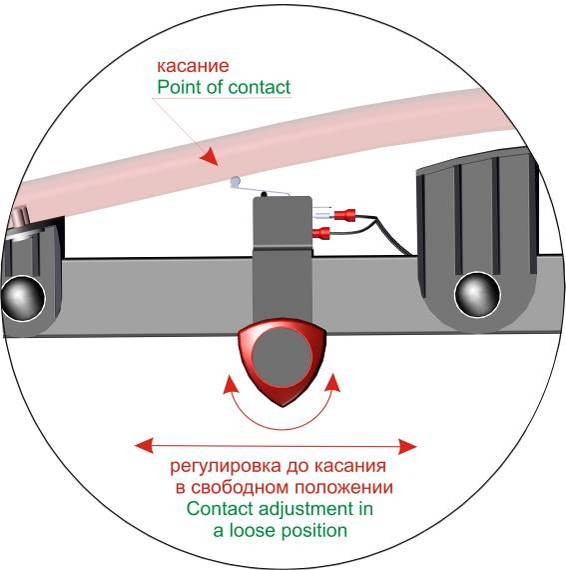 касание
Point of contact
регулировка до касания
в свободном положении
Contact adjustment in
a loose position